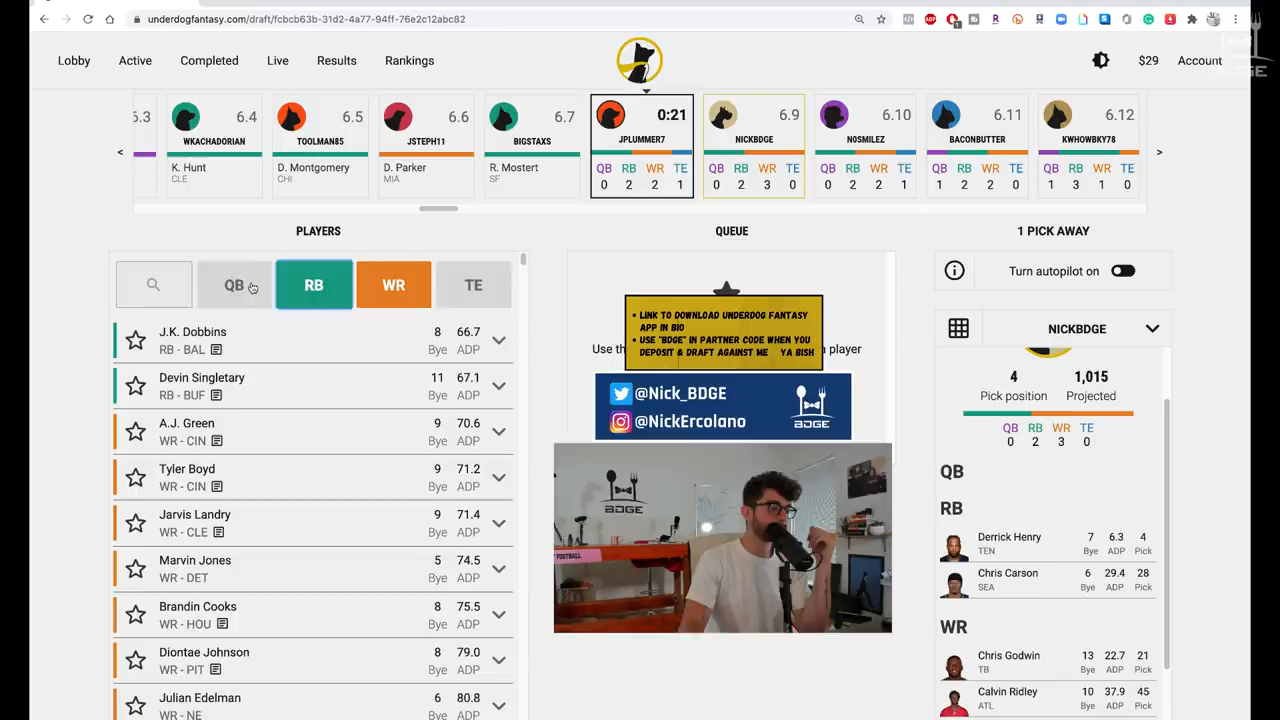 underdogfantasy.com/draft/fcbcb63b-31d2-4a77-94ff-76e2c12abc82
Lobby Active Completed Live Results Rankings $29 Account
BDGE
6.3 6.4 6.5 6.6 6.7 0:21 6.9 6.10 6.11 6.12
WKACHADORIAN TOOLMAN85 JSTEPH11 BIGSTAXS JPLUMMER7 NICKBDGE NOSMILEZ BACONBUTTER KWHOWBKY78
K. Hunt D. Montgomery D. Parker R. Mostert QB RB WR TE QB RB WR TE QB RB WR TE QB RB WR TE QB RB WR TE
CLE CHI MIA SF 0 2 2 1 0 2 3 0 0 2 2 1 1 2 2 0 1 3 1 0
< >
PLAYERS QUEUE 1 PICK AWAY
QB RB WR TE
Turn autopilot on
J.K. Dobbins 8 66.7
RB - BAL Bye ADP
Devin Singletary 11 67.1
RB - BUF Bye ADP
A.J. Green 9 70.6
WR - CIN Bye ADP
Tyler Boyd 9 71.2
WR - CIN Bye ADP
Jarvis Landry 9 71.4
WR - CLE Bye ADP
Marvin Jones 5 74.5
WR - DET Bye ADP
Brandin Cooks 8 75.5
WR - HOU Bye ADP
Diontae Johnson 8 79.0
WR - PIT Bye ADP
Julian Edelman 6 80.8
WR - NE Bye ADP
LINK TO DOWNLOAD UNDERDOG FANTASY
APP IN BIO
USE "BDGE" IN PARTNER CODE WHEN YOU
DEPOSIT & DRAFT AGAINST ME YA BISH
Use th a player
@Nick_BDGE
@NickErcolano
BDGE
BDGE
FOOTBALL
NICKBDGE
4 1,015
Pick position Projected
QB RB WR TE
0 2 3 0
QB
RB
Derrick Henry 7 6.3 4
TEN Bye ADP Pick
Chris Carson 6 29.4 28
SEA Bye ADP Pick
WR
Chris Godwin 13 22.7 21
TB Bye ADP Pick
Calvin Ridley 10 37.9 45
ATL Bye ADP Pick